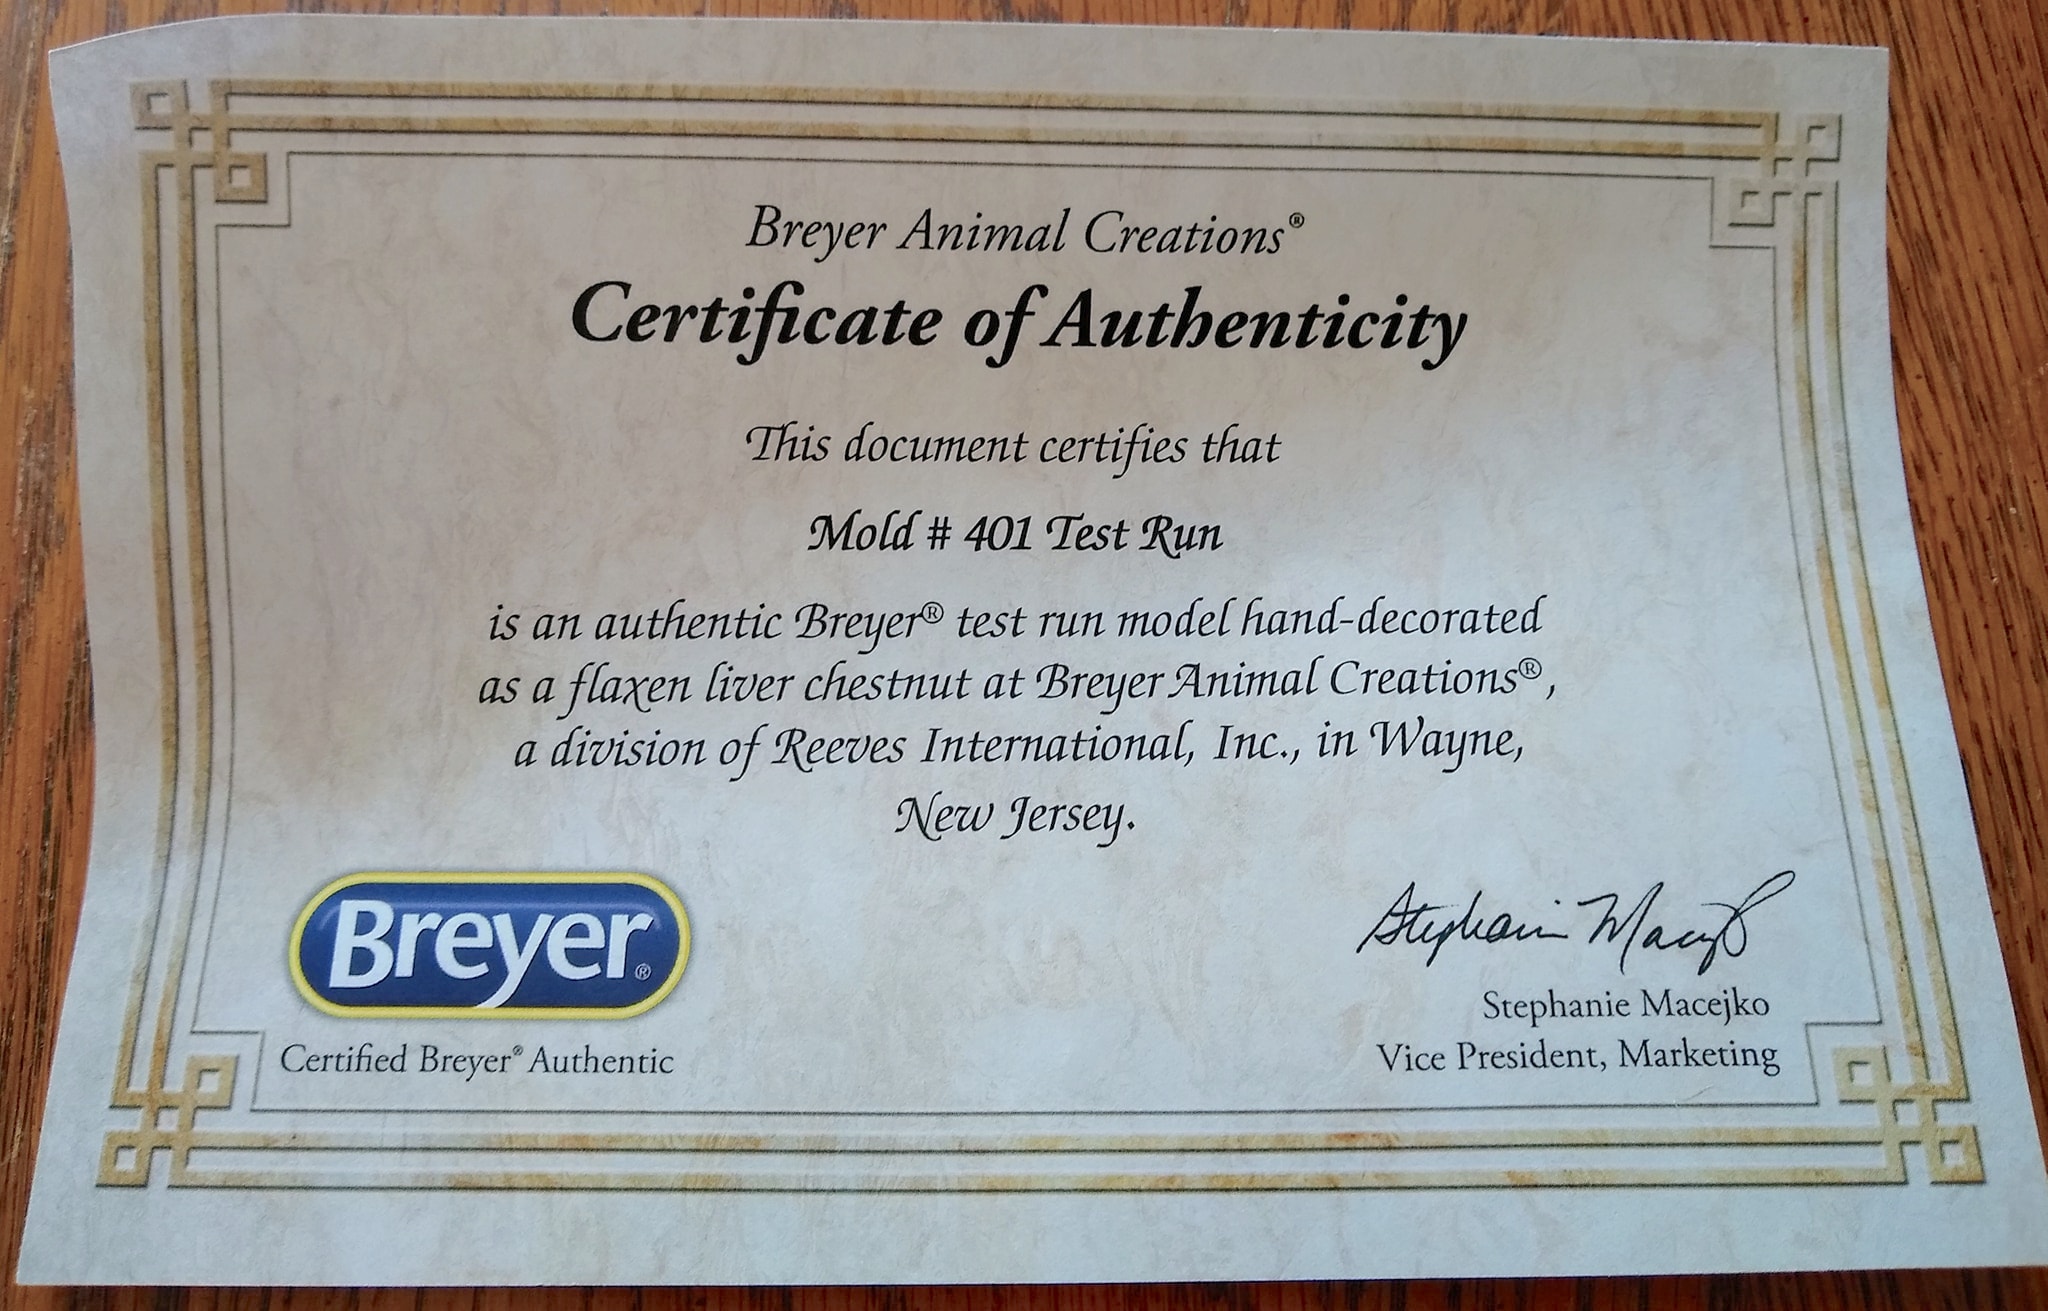 Breyer Animal Creations®
Certificate of Authenticity
This document certifies that
Mold # 401 Test Run
is an authentic Breyer® test run model hand-decorated
as a flaxen liver chestnut at Breyer Animal Creations®,
a division of Reeves International, Inc., in Wayne,
New Jersey.
Breyer®
Certified Breyer® Authentic
Stephanie Macejko
Stephanie Macejko
Vice President, Marketing